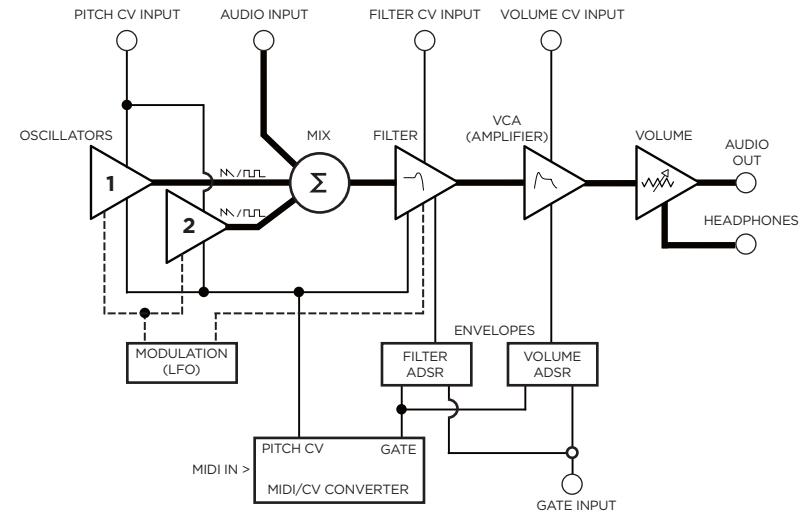 PITCH CV INPUT
AUDIO INPUT
FILTER CV INPUT
VOLUME CV INPUT
OSCILLATORS
MIX
FILTER
VCA
(AMPLIFIER)
VOLUME
AUDIO
OUT
1
/
Σ
2
/
HEADPHONES
ENVELOPES
MODULATION
(LFO)
FILTER
ADSR
VOLUME
ADSR
PITCH CV
GATE
MIDI IN >
MIDI/CV CONVERTER
GATE INPUT